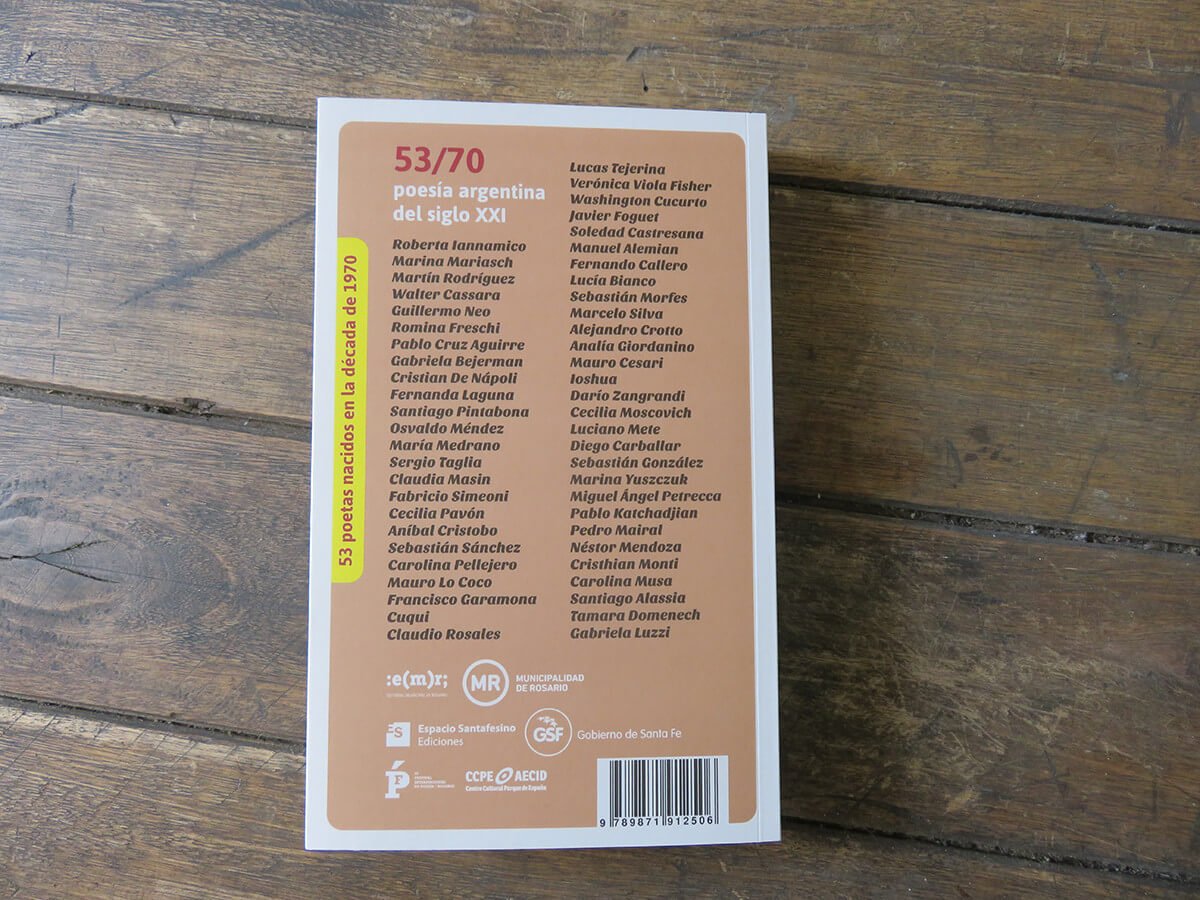 53/70
poesía argentina
del siglo XXI
53 poetas nacidos en la década de 1970
Roberta Iannamico
Marina Mariasch
Martín Rodríguez
Walter Cassara
Guillermo Neo
Romina Freschi
Pablo Cruz Aguirre
Gabriela Bejerman
Cristian De Nápoli
Fernanda Laguna
Santiago Pintabona
Osvaldo Méndez
María Medrano
Sergio Taglia
Claudia Masin
Fabricio Simeoni
Cecilia Pavón
Aníbal Cristobo
Sebastián Sánchez
Carolina Pellejero
Mauro Lo Coco
Francisco Garamona
Cuqui
Claudio Rosales
Lucas Tejerina
Verónica Viola Fisher
Washington Cucurto
Javier Foguet
Soledad Castresana
Manuel Alemian
Fernando Callero
Lucía Bianco
Sebastián Morfes
Marcelo Silva
Alejandro Crotto
Analía Giordanino
Mauro Cesari
Ioshua
Darío Zangrandi
Cecilia Moscovich
Luciano Mete
Diego Carballar
Sebastián González
Marina Yuszczuk
Miguel Ángel Petrecca
Pablo Katchadjian
Pedro Mairal
Néstor Mendoza
Cristhian Monti
Carolina Musa
Santiago Alassia
Tamara Domenech
Gabriela Luzzi
:e(m)r;
MR
MUNICIPALIDAD
DE ROSARIO
ES
Espacio Santafesino
Ediciones
GSF
Gobierno de Santa Fe
CCPE AECID
Centro Cultural Parque de España
9 789871 912506